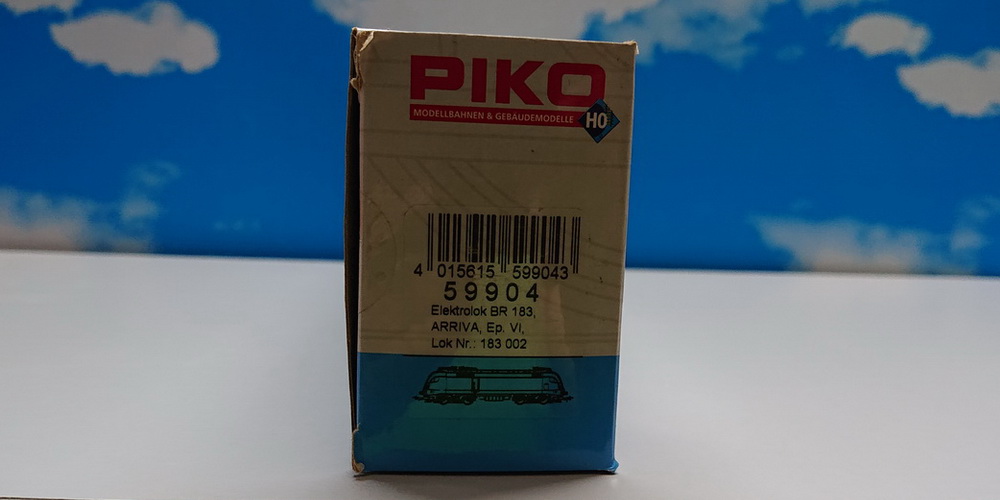 PIKO
MODELLBAHNEN & GEBÄUDEMODELLE
H0
4 015615 599043
59904
Elektrolok BR 183,
ARRIVA, Ep. VI,
Lok Nr.: 183 002